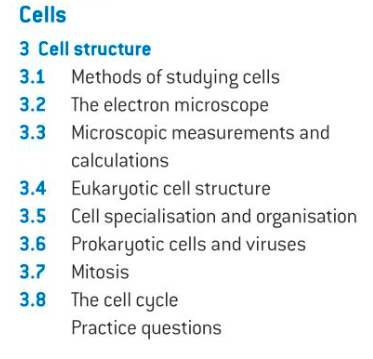 Cells
3 Cell structure
3.1 Methods of studying cells
3.2 The electron microscope
3.3 Microscopic measurements and
calculations
3.4 Eukaryotic cell structure
3.5 Cell specialisation and organisation
3.6 Prokaryotic cells and viruses
3.7 Mitosis
3.8 The cell cycle
Practice questions